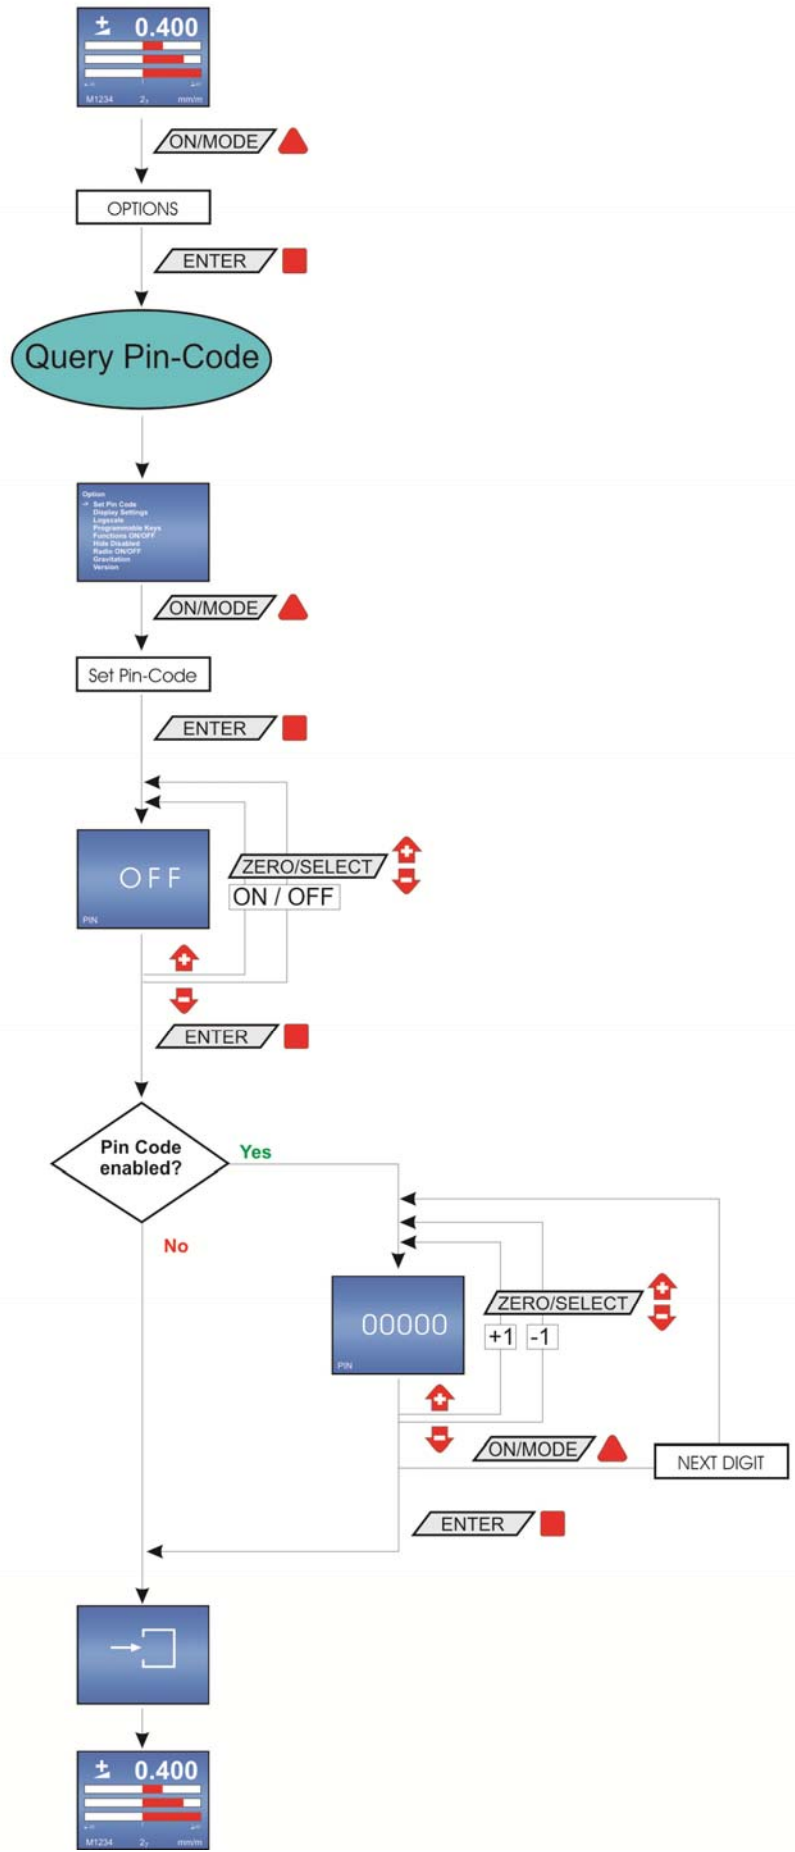 0.400
M1234 mm/m
ON/MODE
OPTIONS
ENTER
Query Pin-Code
Option
Set Pin Code
Display Settings
Logscale
Programmable Keys
Functions ON/OFF
Hide Disabled
Radio ON/OFF
Gravitation
Version
ON/MODE
Set Pin-Code
ENTER
OFF
PIN
ZERO/SELECT
ON / OFF
ENTER
Pin Code
enabled?
Yes
No
00000
PIN
ZERO/SELECT
+1 -1
ON/MODE
NEXT DIGIT
ENTER
0.400
M1234 mm/m